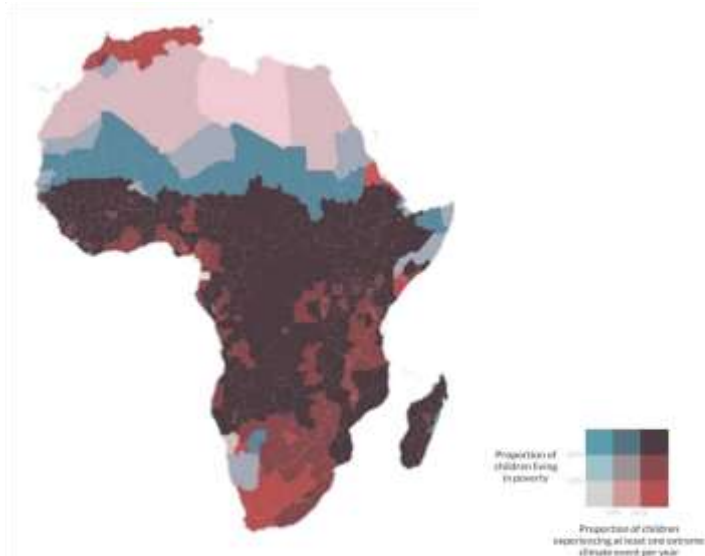 Proportion of
children living
in poverty
Proportion of children
experiencing at least one extreme
climate event per year